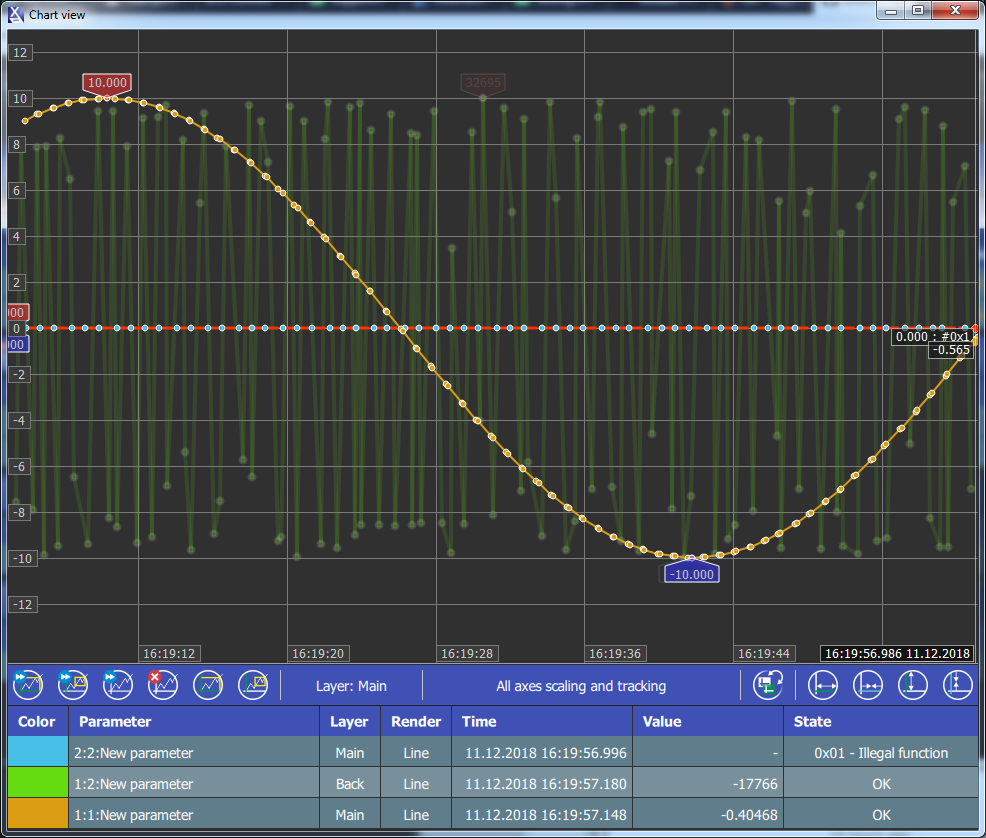 Chart view
12
10.000
32695
10
8
6
4
2
000
0
000
0.000 : #0x1
-0.565
-2
-4
-6
-8
-10
-10.000
-12
16:19:12 16:19:20 16:19:28 16:19:36 16:19:44 16:19:56.986 11.12.2018
Layer: Main All axes scaling and tracking
Color Parameter Layer Render Time Value State
2:2:New parameter Main Line 11.12.2018 16:19:56.996 - 0x01 - Illegal function
1:2:New parameter Back Line 11.12.2018 16:19:57.180 -17766 OK
1:1:New parameter Main Line 11.12.2018 16:19:57.148 -0.40468 OK